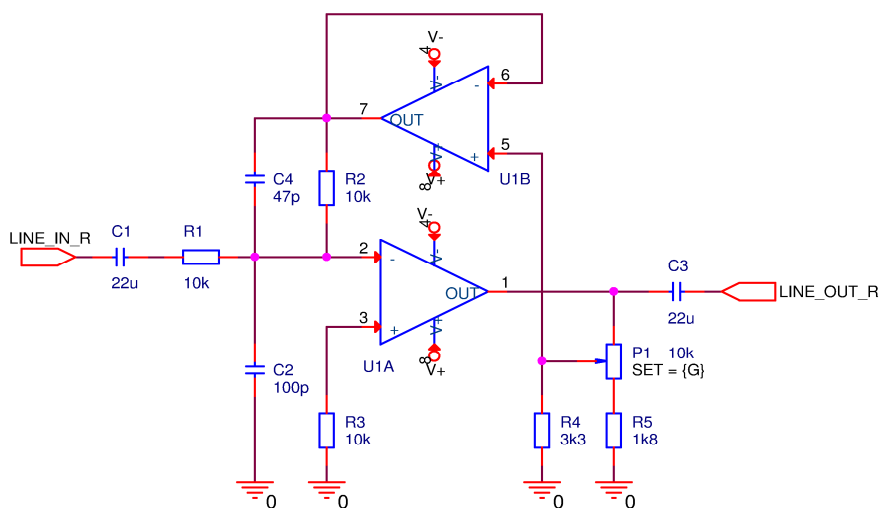 V-
4
V-
6
-
7
OUT
5
+
V+
8
V+
U1B
C4
47p
R2
10k
V-
4
V-
LINE_IN_R
C1
22u
R1
10k
2
-
1
OUT
3
+
V+
8
V+
U1A
C3
22u
LINE_OUT_R
P1 10k
SET = {G}
C2
100p
R3
10k
R4
3k3
R5
1k8
0
0
0
0